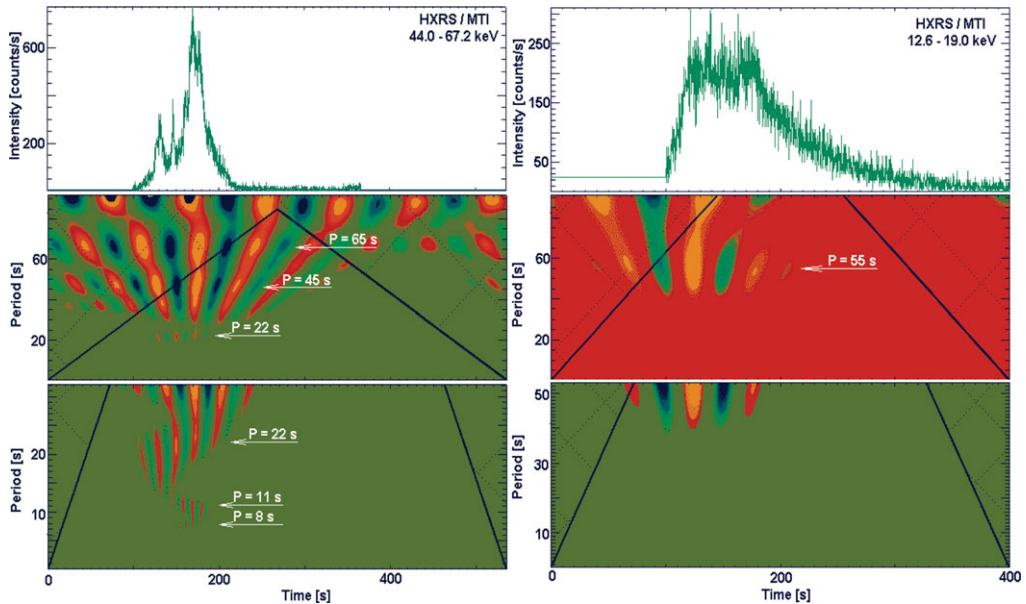 HXRS / MTI
44.0 - 67.2 keV
Intensity [counts/s]
600
400
200
HXRS / MTI
12.6 - 19.0 keV
Intensity [counts/s]
250
150
50
Period [s]
60
20
P = 65 s
P = 45 s
P = 22 s
Period [s]
60
20
P = 55 s
Period [s]
20
10
P = 22 s
P = 11 s
P = 8 s
0
200
400
Time [s]
Period [s]
50
40
30
10
0
200
400
Time [s]